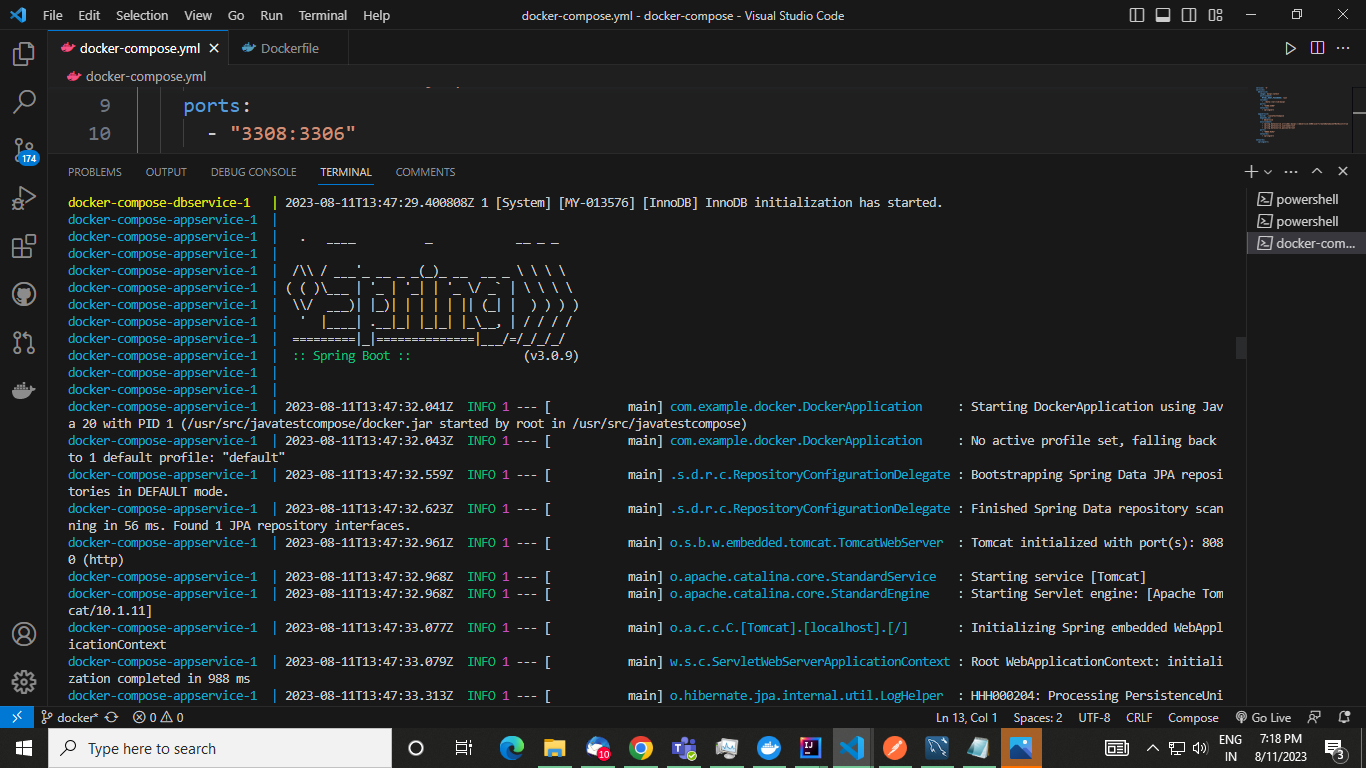 File Edit Selection View Go Run Terminal Help docker-compose.yml - docker-compose - Visual Studio Code
docker-compose.yml Dockerfile
docker-compose.yml
9 ports:
10 - "3308:3306"
174
PROBLEMS OUTPUT DEBUG CONSOLE TERMINAL COMMENTS
powershell
powershell
docker-com...
docker-compose-dbservice-1 | 2023-08-11T13:47:29.400808Z 1 [System] [MY-013576] [InnoDB] InnoDB initialization has started.
docker-compose-appservice-1 |
docker-compose-appservice-1 |   .   ____          _            __ _ _
docker-compose-appservice-1 |
docker-compose-appservice-1 |  /\\ / ___'_ __ _ _(_)_ __  __ _ \ \ \ \
docker-compose-appservice-1 | ( ( )\___ | '_ | '_| | '_ \/ _` | \ \ \ \
docker-compose-appservice-1 |  \\/  ___)| |_)| | | | | || (_| |  ) ) ) )
docker-compose-appservice-1 |   '  |____| .__|_| |_|_| |_\__, | / / / /
docker-compose-appservice-1 |  =========|_|==============|___/=/_/_/_/
docker-compose-appservice-1 |  :: Spring Boot ::                (v3.0.9)
docker-compose-appservice-1 |
docker-compose-appservice-1 |
docker-compose-appservice-1 | 2023-08-11T13:47:32.041Z INFO 1 --- [ main] com.example.docker.DockerApplication : Starting DockerApplication using Jav
a 20 with PID 1 (/usr/src/javatestcompose/docker.jar started by root in /usr/src/javatestcompose)
docker-compose-appservice-1 | 2023-08-11T13:47:32.043Z INFO 1 --- [ main] com.example.docker.DockerApplication : No active profile set, falling back
to 1 default profile: "default"
docker-compose-appservice-1 | 2023-08-11T13:47:32.559Z INFO 1 --- [ main] .s.d.r.c.RepositoryConfigurationDelegate : Bootstrapping Spring Data JPA reposi
tories in DEFAULT mode.
docker-compose-appservice-1 | 2023-08-11T13:47:32.623Z INFO 1 --- [ main] .s.d.r.c.RepositoryConfigurationDelegate : Finished Spring Data repository scan
ning in 56 ms. Found 1 JPA repository interfaces.
docker-compose-appservice-1 | 2023-08-11T13:47:32.961Z INFO 1 --- [ main] o.s.b.w.embedded.tomcat.TomcatWebServer : Tomcat initialized with port(s): 808
0 (http)
docker-compose-appservice-1 | 2023-08-11T13:47:32.968Z INFO 1 --- [ main] o.apache.catalina.core.StandardService : Starting service [Tomcat]
docker-compose-appservice-1 | 2023-08-11T13:47:32.968Z INFO 1 --- [ main] o.apache.catalina.core.StandardEngine : Starting Servlet engine: [Apache Tom
cat/10.1.11]
docker-compose-appservice-1 | 2023-08-11T13:47:33.077Z INFO 1 --- [ main] o.a.c.c.C.[Tomcat].[localhost].[/] : Initializing Spring embedded WebAppl
icationContext
docker-compose-appservice-1 | 2023-08-11T13:47:33.079Z INFO 1 --- [ main] w.s.c.ServletWebServerApplicationContext : Root WebApplicationContext: initiali
zation completed in 988 ms
docker-compose-appservice-1 | 2023-08-11T13:47:33.313Z INFO 1 --- [ main] o.hibernate.jpa.internal.util.LogHelper : HHH000204: Processing PersistenceUni
docker* 0 0 Ln 13, Col 1 Spaces: 2 UTF-8 CRLF Compose Go Live
Type here to search 10 ENG IN 7:18 PM 8/11/2023 3